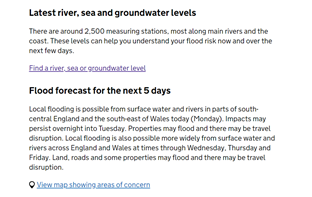 Latest river, sea and groundwater levels
There are around 2,500 measuring stations, most along main rivers and the
coast. These levels can help you understand your flood risk now and over the
next few days.
Find a river, sea or groundwater level
Flood forecast for the next 5 days
Local flooding is possible from surface water and rivers in parts of south-
central England and the south-east of Wales today (Monday). Impacts may
persist overnight into Tuesday. Properties may flood and there may be travel
disruption. Local flooding is also possible more widely from surface water and
rivers across England and Wales at times through Wednesday, Thursday and
Friday. Land, roads and some properties may flood and there may be travel
disruption.
View map showing areas of concern